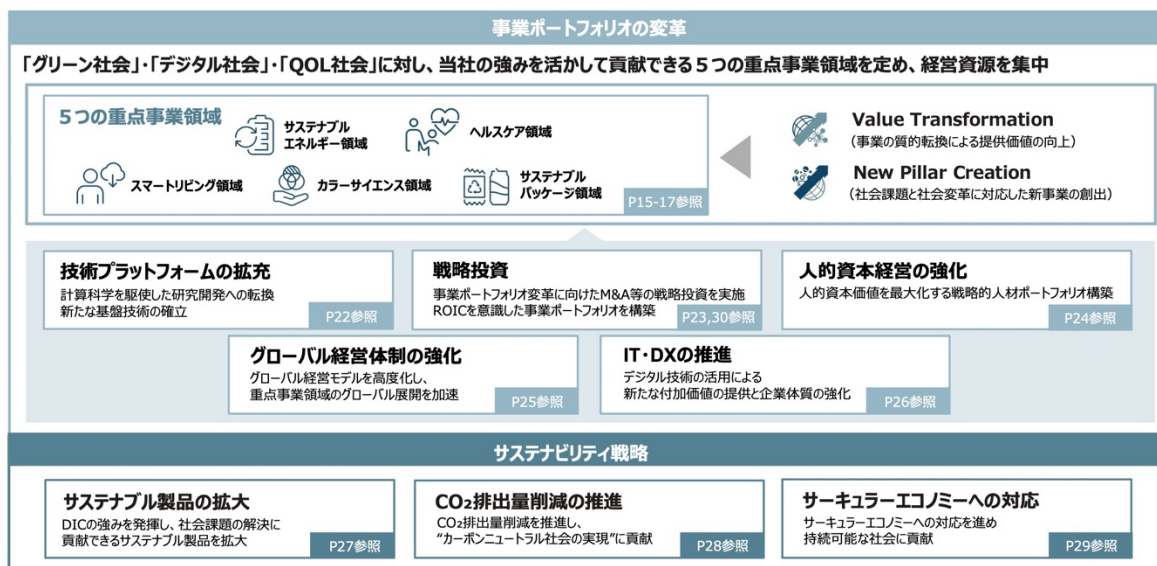 事業ポートフォリオの変革
「グリーン社会」・「デジタル社会」・「QOL社会」に対し、当社の強みを活かして貢献できる５つの重点事業領域を定め、経営資源を集中
５つの重点事業領域
サステナブル
エネルギー領域
ヘルスケア領域
スマートリビング領域
カラーサイエンス領域
サステナブル
パッケージ領域
P15-17参照
Value Transformation
（事業の質的転換による提供価値の向上）
New Pillar Creation
（社会課題と社会変革に対応した新事業の創出）
技術プラットフォームの拡充
計算科学を駆使した研究開発への転換
新たな基盤技術の確立
P22参照
戦略投資
事業ポートフォリオ変革に向けたM&A等の戦略投資を実施
ROICを意識した事業ポートフォリオを構築
P23,30参照
人的資本経営の強化
人的資本価値を最大化する戦略的人材ポートフォリオ構築
P24参照
グローバル経営体制の強化
グローバル経営モデルを高度化し、
重点事業領域のグローバル展開を加速
P25参照
IT・DXの推進
デジタル技術の活用による
新たな付加価値の提供と企業体質の強化
P26参照
サステナビリティ戦略
サステナブル製品の拡大
DICの強みを発揮し、社会課題の解決に
貢献できるサステナブル製品を拡大
P27参照
CO₂排出量削減の推進
CO₂排出量削減を推進し、
“カーボンニュートラル社会の実現”に貢献
P28参照
サーキュラーエコノミーへの対応
サーキュラーエコノミーへの対応を進め
持続可能な社会に貢献
P29参照